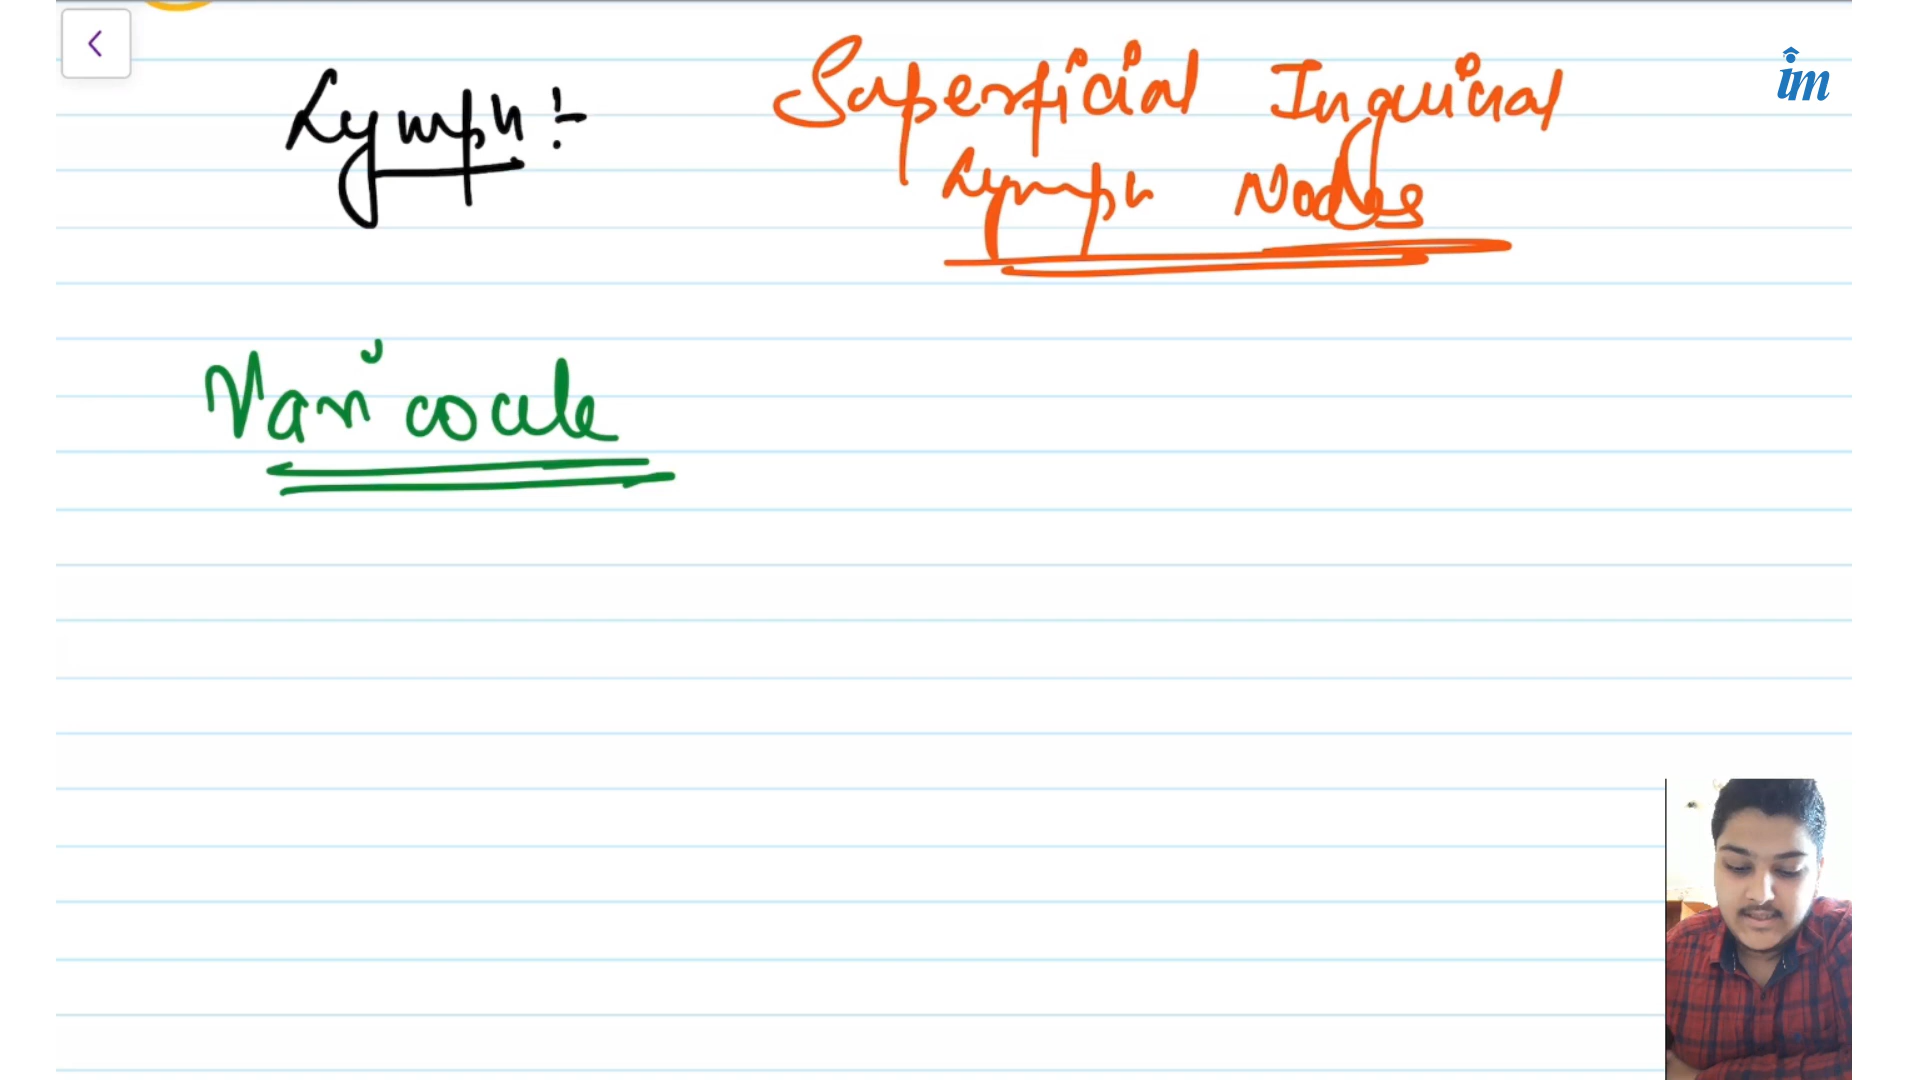 Lymph :-
Superficial Inguinal
Lymph Nodes
Varicocele
im